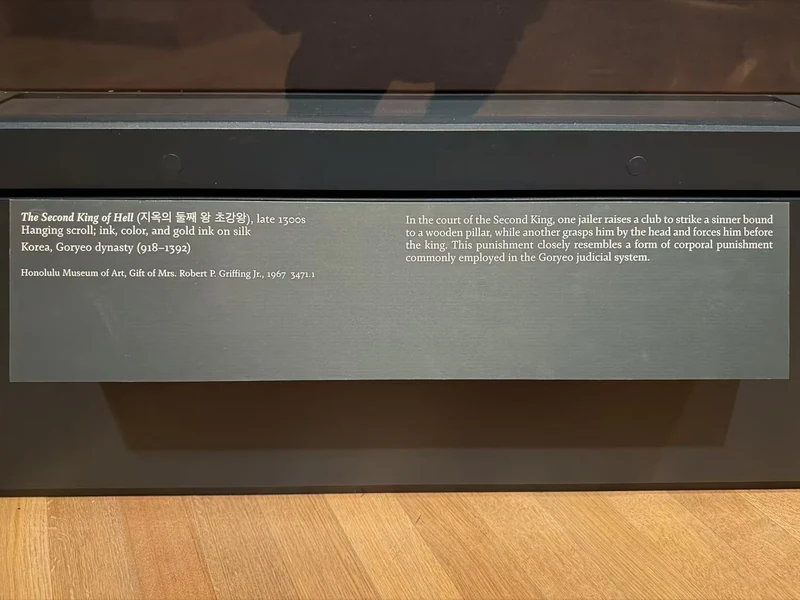 The Second King of Hell (지옥의 둘째 왕 초강왕), late 1300s
Hanging scroll; ink, color, and gold ink on silk
Korea, Goryeo dynasty (918–1392)
Honolulu Museum of Art, Gift of Mrs. Robert P. Griffing Jr., 1967 3471.1
In the court of the Second King, one jailer raises a club to strike a sinner bound
to a wooden pillar, while another grasps him by the head and forces him before
the king. This punishment closely resembles a form of corporal punishment
commonly employed in the Goryeo judicial system.